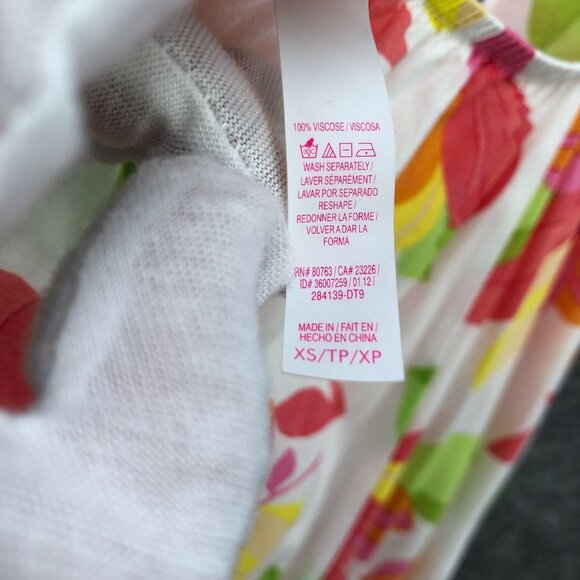 100% VISCOSE / VISCOSA
30C
WASH SEPARATELY /
LAVER SÉPARÉMENT /
LAVAR POR SEPARADO
RESHAPE /
REDONNER LA FORME /
VOLVER A DAR LA
FORMA
RN# 80763 / CA# 23226 /
ID# 36007259 / 01 12 /
284139-DT9
MADE IN / FAIT EN /
HECHO EN CHINA
XS/TP/XP